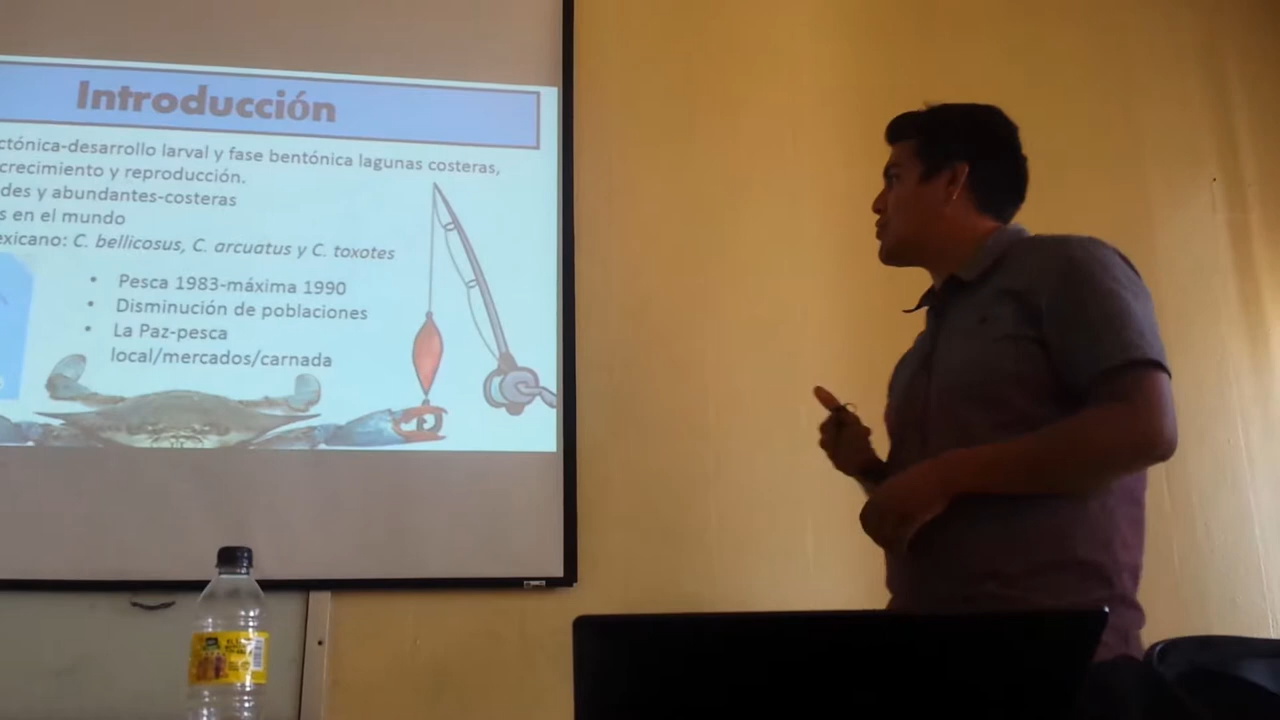 Introducción
ctónica-desarrollo larval y fase bentónica lagunas costeras,
crecimiento y reproducción.
des y abundantes-costeras
s en el mundo
exicano: C. bellicosus, C. arcuatus y C. toxotes
• Pesca 1983-máxima 1990
• Disminución de poblaciones
• La Paz-pesca
local/mercados/carnada